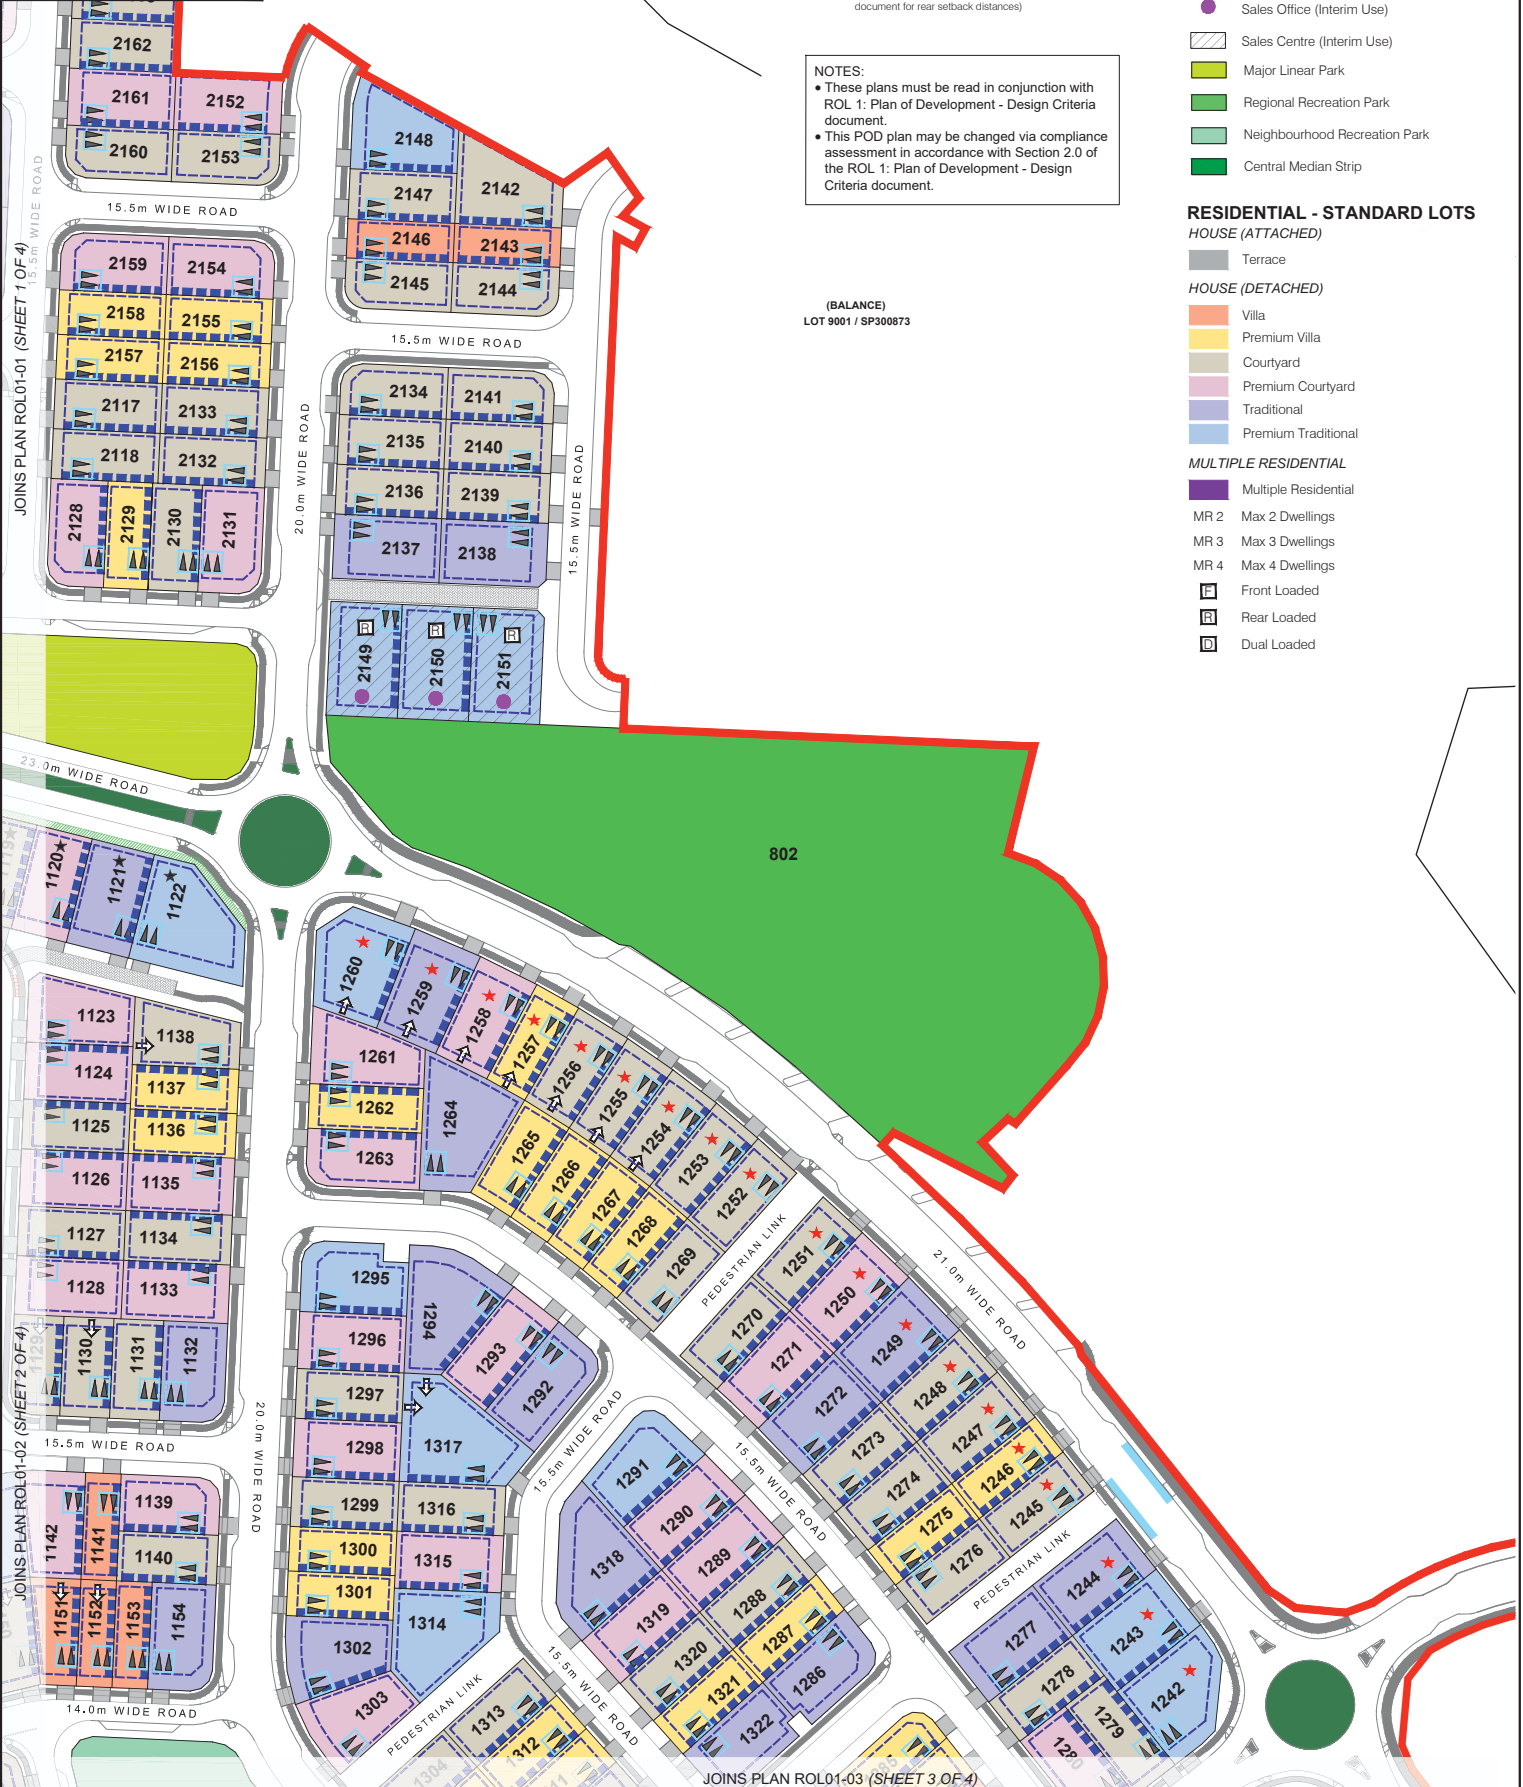 document for rear setback distances)
NOTES:
• These plans must be read in conjunction with
ROL 1: Plan of Development - Design Criteria
document.
• This POD plan may be changed via compliance
assessment in accordance with Section 2.0 of
the ROL 1: Plan of Development - Design
Criteria document.
Sales Office (Interim Use)
Sales Centre (Interim Use)
Major Linear Park
Regional Recreation Park
Neighbourhood Recreation Park
Central Median Strip
RESIDENTIAL - STANDARD LOTS
HOUSE (ATTACHED)
Terrace
HOUSE (DETACHED)
Villa
Premium Villa
Courtyard
Premium Courtyard
Traditional
Premium Traditional
MULTIPLE RESIDENTIAL
Multiple Residential
MR 2 Max 2 Dwellings
MR 3 Max 3 Dwellings
MR 4 Max 4 Dwellings
F Front Loaded
R Rear Loaded
D Dual Loaded
(BALANCE)
LOT 9001 / SP300873
JOINS PLAN ROL01-01 (SHEET 1 OF 4)
15.5m WIDE ROAD
2162
2161 2152
2160 2153
15.5m WIDE ROAD
2148
2147 2142
2146 2143
2145 2144
15.5m WIDE ROAD
2159 2154
2158 2155
2157 2156
2117 2133
2118 2132
2128 2129 2130 2131
20.0m WIDE ROAD
2134 2141
2135 2140
2136 2139
2137 2138
15.5m WIDE ROAD
R R R
2149 2150 2151
23.0m WIDE ROAD
802
1119 1120 1121 1122
1123 1138
1124 1137
1125 1136
1126 1135
1127 1134
1128 1133
1129 1130 1131 1132
JOINS PLAN ROL01-02 (SHEET 2 OF 4)
15.5m WIDE ROAD
20.0m WIDE ROAD
1142 1141 1139
1140
1151 1152 1153 1154
14.0m WIDE ROAD
1260 1259 1258 1257 1256 1255 1254 1253 1252
1261
1262 1264
1263
1265 1266 1267 1268 1269
PEDESTRIAN LINK
21.0m WIDE ROAD
1251 1250 1249 1248 1247 1246 1245
1270 1271 1272 1273 1274 1275 1276
PEDESTRIAN LINK
15.5m WIDE ROAD
1295 1294 1293 1292
1296
1297
1298 1317
1299 1316
1300 1315
1301
1302 1314
1303
15.5m WIDE ROAD
PEDESTRIAN LINK
1313 1312
1304 1311
15.5m WIDE ROAD
1291 1290 1289 1288 1287 1286
1318 1319 1320 1321 1322
1285
1244 1243 1242
1277 1278 1279 1280
JOINS PLAN ROL01-03 (SHEET 3 OF 4)